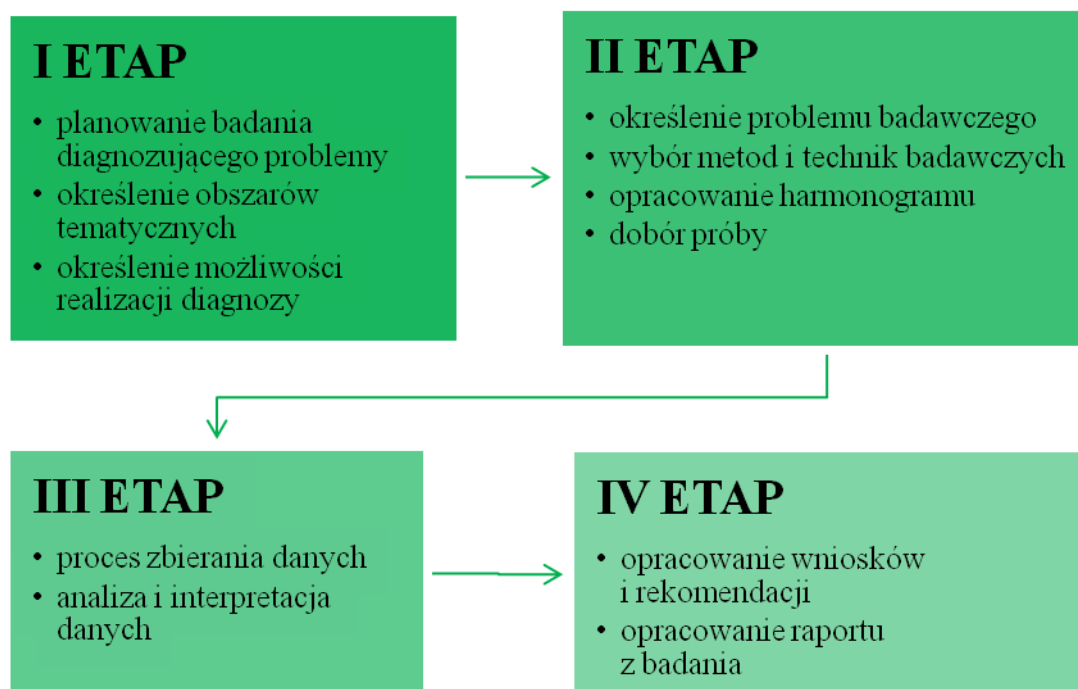 I ETAP
• planowanie badania
diagnozującego problemy
• określenie obszarów
tematycznych
• określenie możliwości
realizacji diagnozy
II ETAP
• określenie problemu badawczego
• wybór metod i technik badawczych
• opracowanie harmonogramu
• dobór próby
III ETAP
• proces zbierania danych
• analiza i interpretacja
danych
IV ETAP
• opracowanie wniosków
i rekomendacji
• opracowanie raportu
z badania